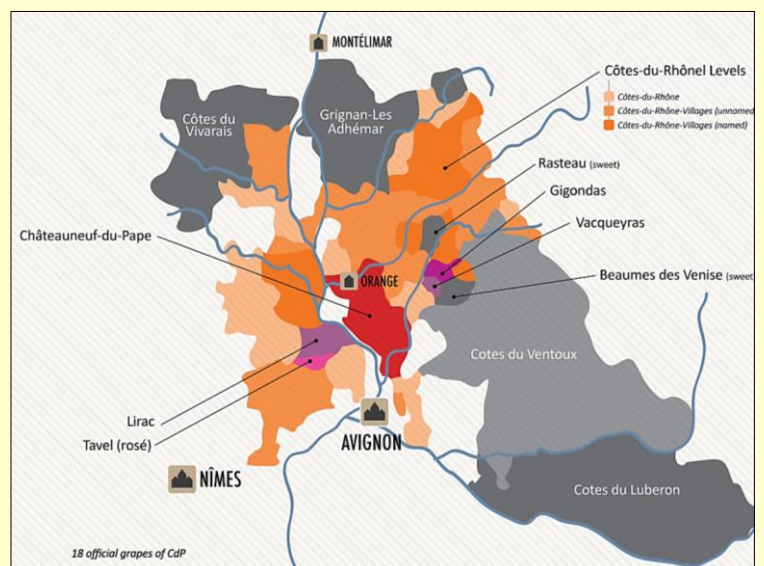 MONTÉLIMAR
Côtes-du-Rhônel Levels
Côtes-du-Rhône
Côtes-du-Rhône-Villages (unnamed)
Côtes-du-Rhône-Villages (named)
Côtes du
Vivarais
Grignan-Les
Adhémar
Rasteau (sweet)
Gigondas
Vacqueyras
Châteauneuf-du-Pape
ORANGE
Beaumes des Venise (sweet)
Cotes du Ventoux
Lirac
Tavel (rosé)
AVIGNON
NÎMES
Cotes du Luberon
18 official grapes of CdP